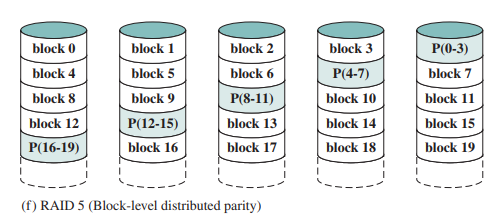 block 0 block 1 block 2 block 3 P(0-3)
block 4 block 5 block 6 P(4-7) block 7
block 8 block 9 P(8-11) block 10 block 11
block 12 P(12-15) block 13 block 14 block 15
P(16-19) block 16 block 17 block 18 block 19
(f) RAID 5 (Block-level distributed parity)